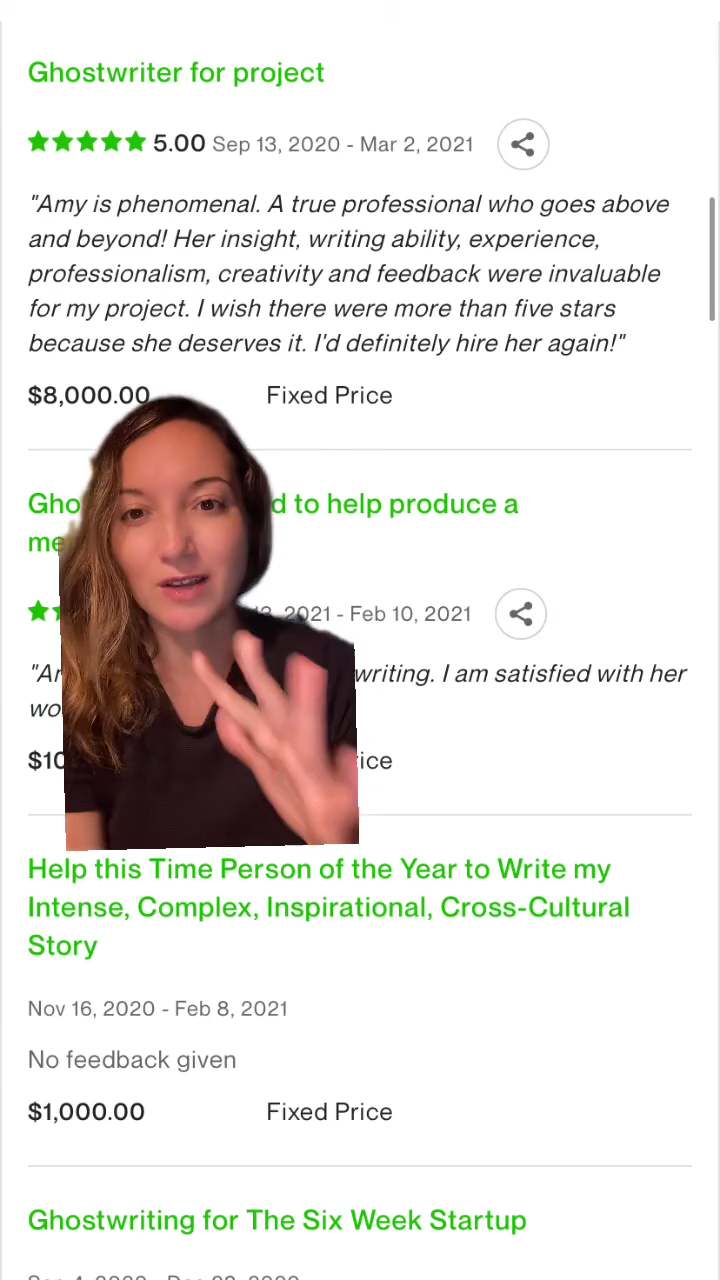 Ghostwriter for project
5.00 Sep 13, 2020 - Mar 2, 2021
"Amy is phenomenal. A true professional who goes above
and beyond! Her insight, writing ability, experience,
professionalism, creativity and feedback were invaluable
for my project. I wish there were more than five stars
because she deserves it. I'd definitely hire her again!"
$8,000.00 Fixed Price
d to help produce a
2021 - Feb 10, 2021
writing. I am satisfied with her
Help this Time Person of the Year to Write my
Intense, Complex, Inspirational, Cross-Cultural
Story
Nov 16, 2020 - Feb 8, 2021
No feedback given
$1,000.00 Fixed Price
Ghostwriting for The Six Week Startup